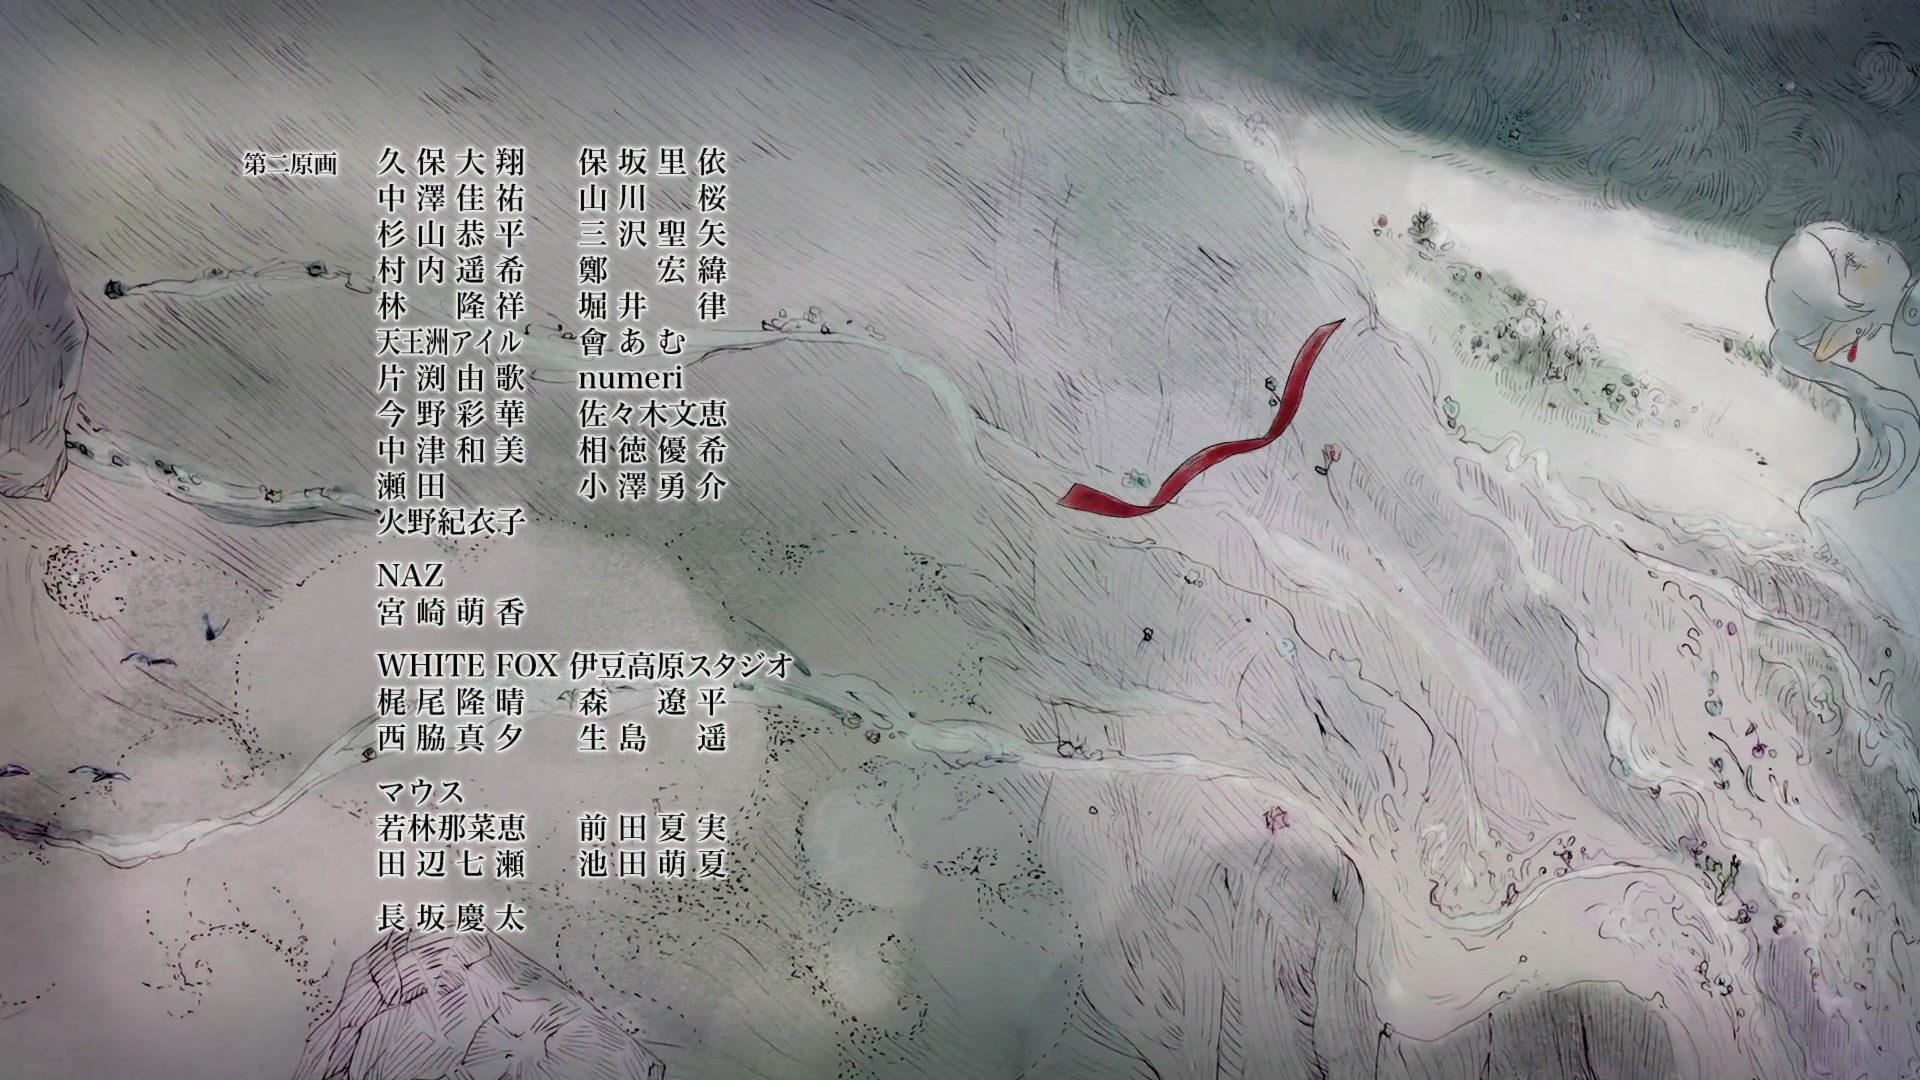 第二原画 久保大翔 保坂里依
中澤佳祐 山川桜
杉山恭平 三沢聖矢
村内遥希 鄭宏緯
林隆祥 堀井律
天王洲アイル 會あむ
片渕由歌 numeri
今野彩華 佐々木文恵
中津和美 相徳優希
瀬田 小澤勇介
火野紀衣子
NAZ
宮崎萌香
WHITE FOX 伊豆高原スタジオ
梶尾隆晴 森遼平
西脇真夕 生島遥
マウス
若林那菜恵 前田夏実
田辺七瀬 池田萌夏
長坂慶太